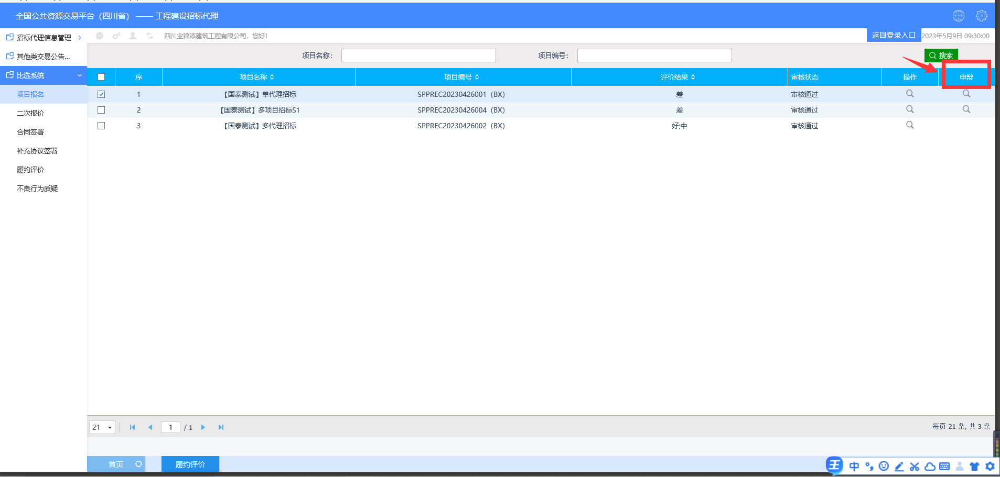 全国公共资源交易平台（四川省） —— 工程建设招标代理
招标代理信息管理
四川业锦添建筑工程有限公司，您好!
返回登录入口
2023年5月9日 09:30:00
其他类交易公告...
项目名称：
项目编号：
搜索
比选系统
序
项目名称
项目编号
评价结果
审核状态
操作
申辩
项目报名
二次报价
合同签署
补充协议签署
履约评价
不良行为质疑
1 【国泰测试】单代理招标 SPPREC20230426001（BX） 差 审核通过
2 【国泰测试】多项目招标S1 SPPREC20230426004（BX） 差 审核通过
3 【国泰测试】多代理招标 SPPREC20230426002（BX） 好;中 审核通过
21 1 / 1
每页 21 条, 共 3 条
首页
履约评价
王 中